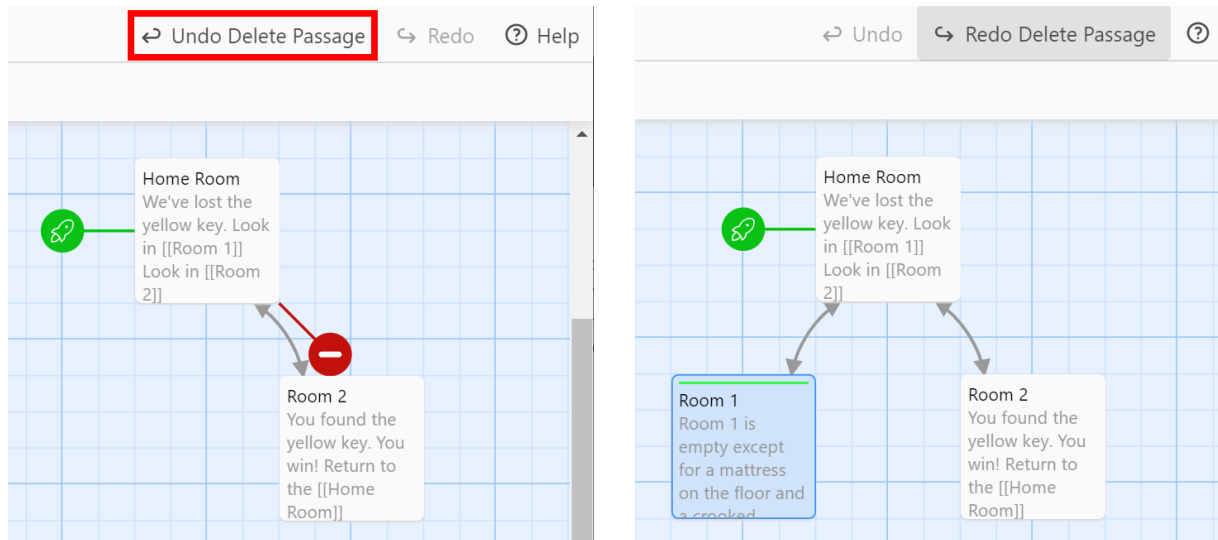 Undo Delete Passage Redo Help
Home Room
We've lost the
yellow key. Look
in [[Room 1]]
Look in [[Room
2]]
Room 2
You found the
yellow key. You
win! Return to
the [[Home
Room]]
Undo Redo Delete Passage
Home Room
We've lost the
yellow key. Look
in [[Room 1]]
Look in [[Room
2]]
Room 1
Room 1 is
empty except
for a mattress
on the floor and
a crooked
Room 2
You found the
yellow key. You
win! Return to
the [[Home
Room]]